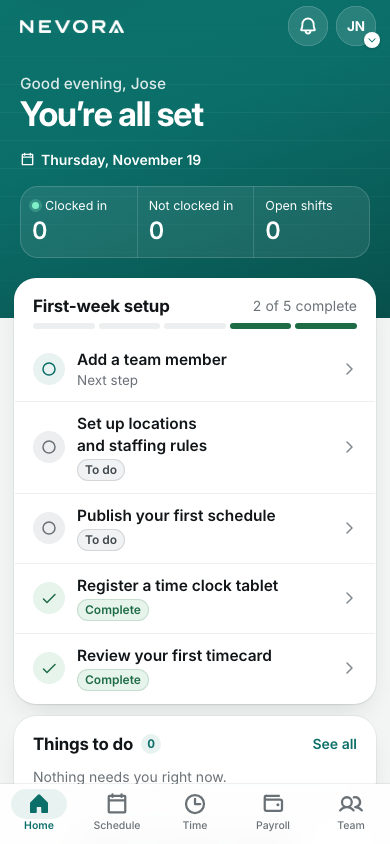 NEVORA
JN
Good evening, Jose
You're all set
Thursday, November 19
Clocked in
0
Not clocked in
0
Open shifts
0
First-week setup
2 of 5 complete
Add a team member
Next step
Set up locations
and staffing rules
To do
Publish your first schedule
To do
Register a time clock tablet
Complete
Review your first timecard
Complete
Things to do 0
See all
Nothing needs you right now.
Home
Schedule
Time
Payroll
Team